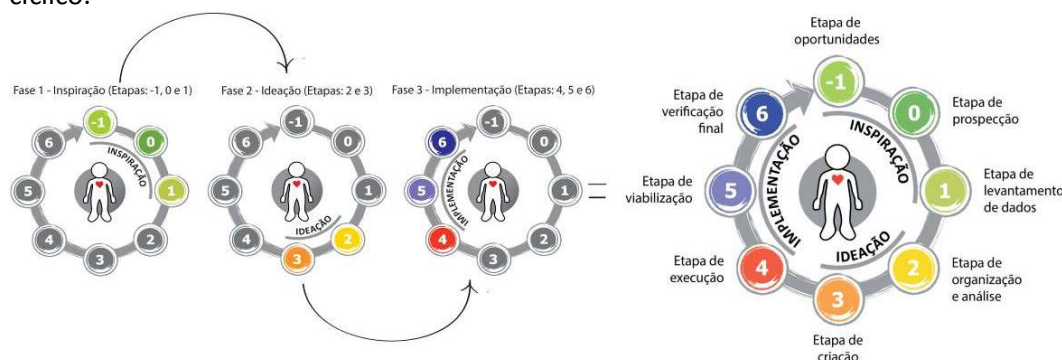 Fase 1 - Inspiração (Etapas: -1, 0 e 1)
-1
0
1
2
3
4
5
6
INSPIRAÇÃO
Fase 2 - Ideação (Etapas: 2 e 3)
-1
0
1
2
3
4
5
6
IDEAÇÃO
Fase 3 - Implementação (Etapas: 4, 5 e 6)
-1
0
1
2
3
4
5
6
IMPLEMENTAÇÃO
=
Etapa de
oportunidades
-1
Etapa de
prospecção
0
Etapa de
levantamento
de dados
1
Etapa de
organização
e análise
2
Etapa de
criação
3
Etapa de
execução
4
Etapa de
viabilização
5
Etapa de
verificação
final
6
INSPIRAÇÃO
IDEAÇÃO
IMPLEMENTAÇÃO